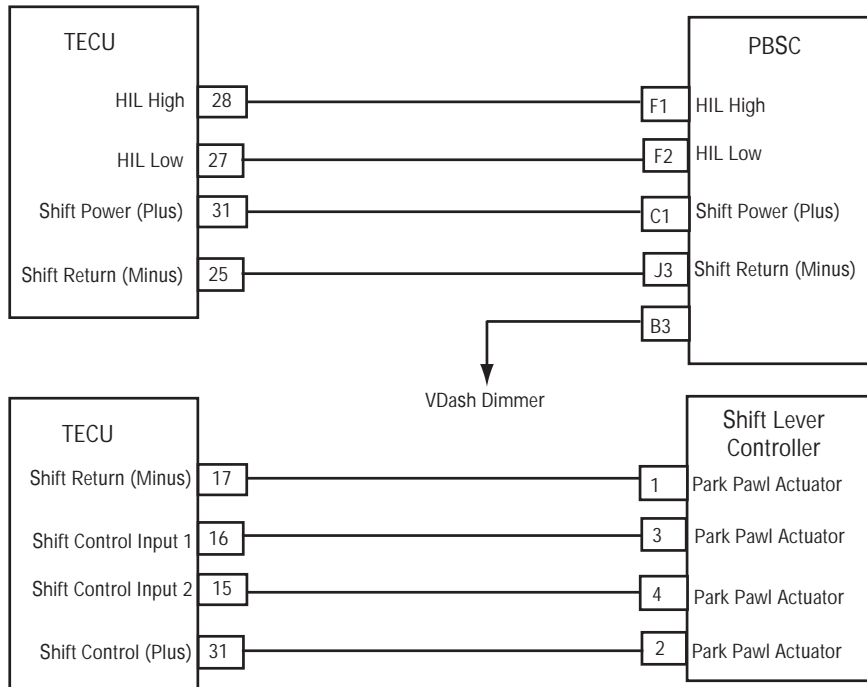 TECU
PBSC
HIL High 28 F1 HIL High
HIL Low 27 F2 HIL Low
Shift Power (Plus) 31 C1 Shift Power (Plus)
Shift Return (Minus) 25 J3 Shift Return (Minus)
B3
VDash Dimmer
TECU
Shift Lever
Controller
Shift Return (Minus) 17 1 Park Pawl Actuator
Shift Control Input 1 16 3 Park Pawl Actuator
Shift Control Input 2 15 4 Park Pawl Actuator
Shift Control (Plus) 31 2 Park Pawl Actuator